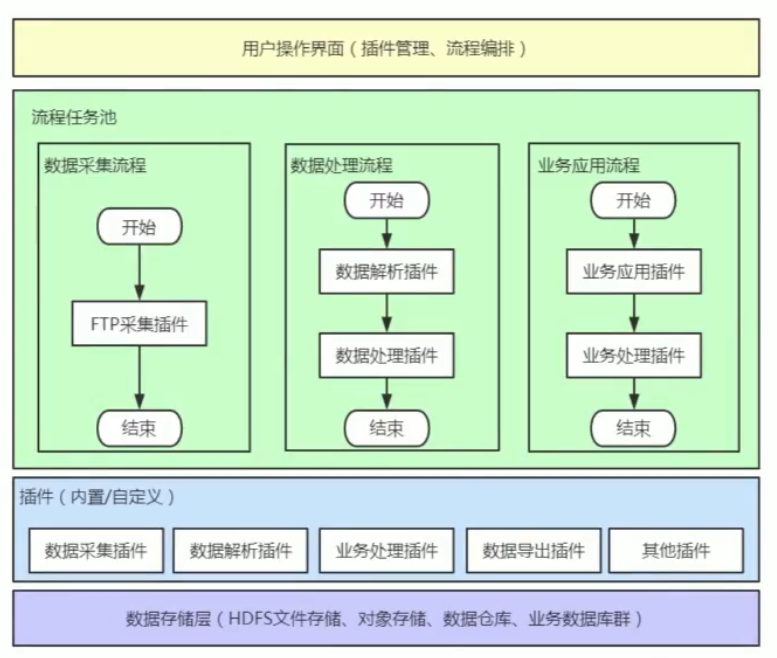 用户操作界面（插件管理、流程编排）
流程任务池
数据采集流程
开始
FTP采集插件
结束
数据处理流程
开始
数据解析插件
数据处理插件
结束
业务应用流程
开始
业务应用插件
业务处理插件
结束
插件（内置/自定义）
数据采集插件
数据解析插件
业务处理插件
数据导出插件
其他插件
数据存储层（HDFS文件存储、对象存储、数据仓库、业务数据库群）